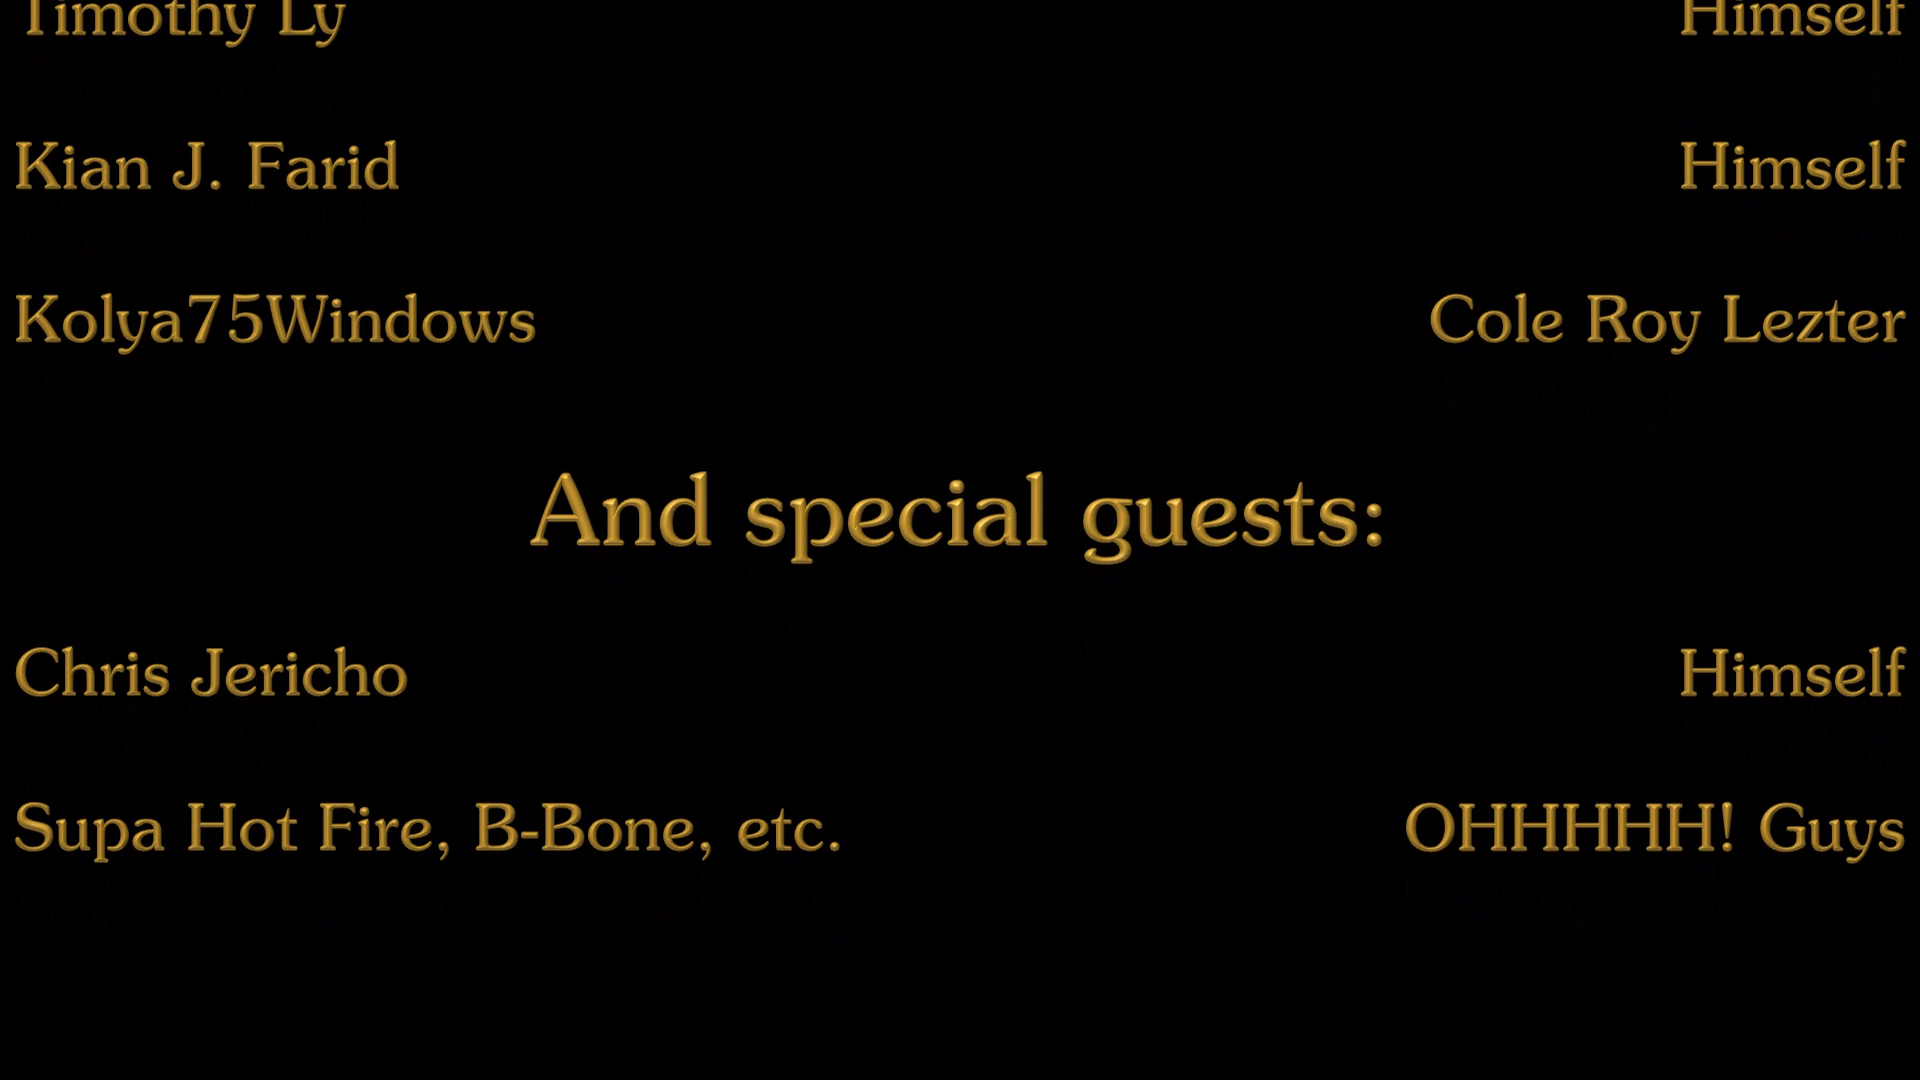 Timothy Ly Himself
Kian J. Farid Himself
Kolya75Windows Cole Roy Lezter
And special guests:
Chris Jericho Himself
Supa Hot Fire, B-Bone, etc. OHHHHH! Guys